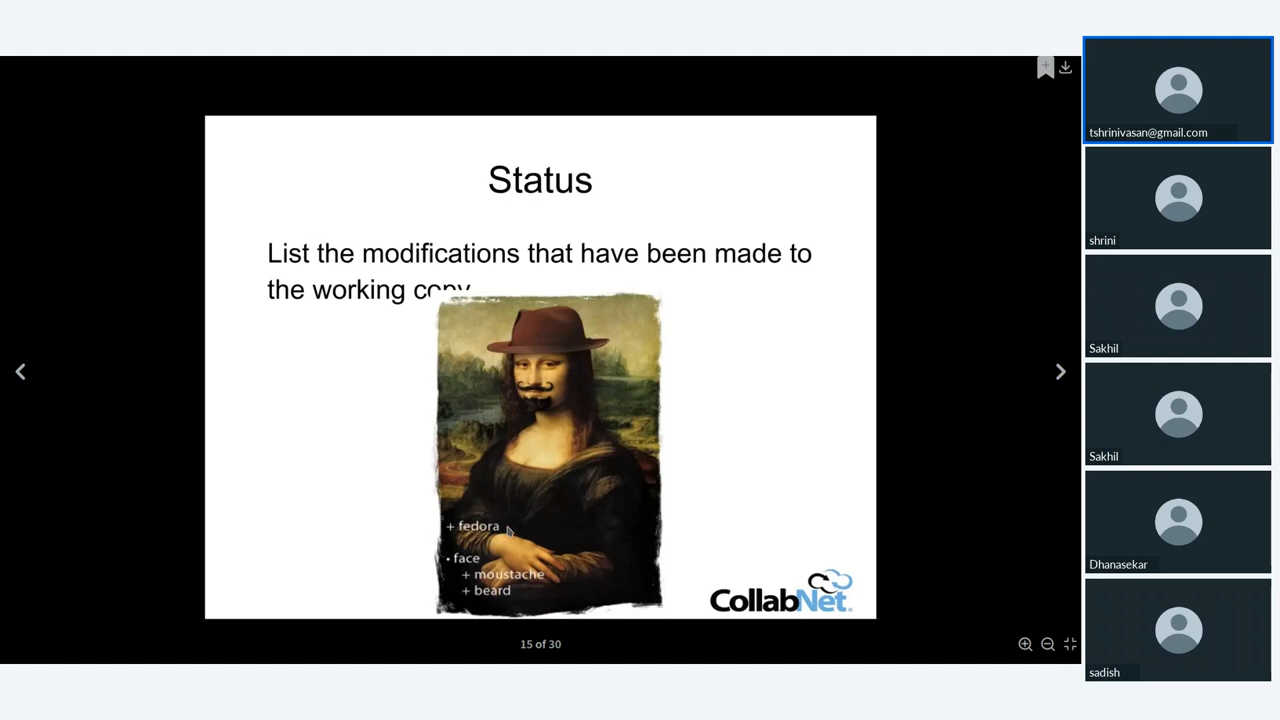 Status
List the modifications that have been made to
the working copy
+ fedora
• face
+ moustache
+ beard
CollabNet
15 of 30
tshrinivasan@gmail.com
shrini
Sakhil
Sakhil
Dhanasekar
sadish